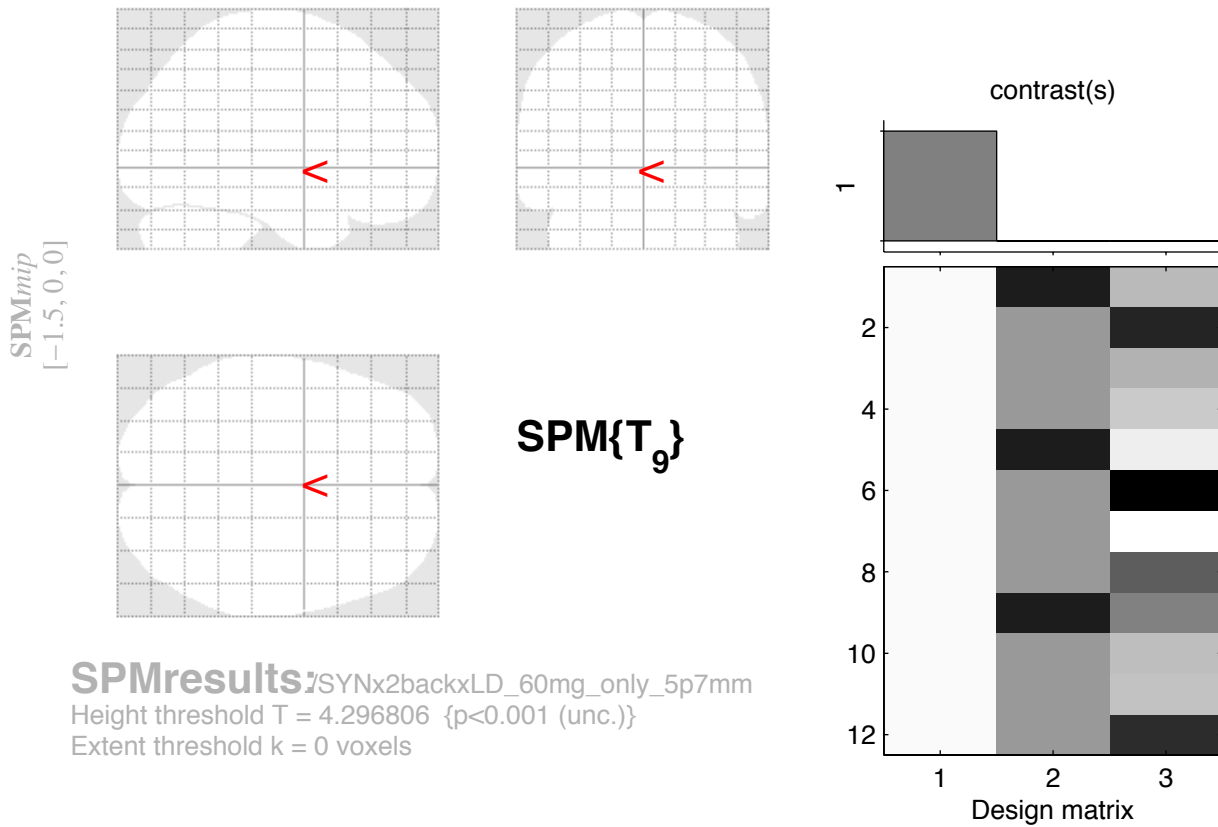 SPMmip
[−1.5, 0, 0]
<
<
<
SPM{T9}
SPMresults:/SYNx2backxLD_60mg_only_5p7mm
Height threshold T = 4.296806 {p<0.001 (unc.)}
Extent threshold k = 0 voxels
contrast(s)
1
2
4
6
8
10
12
1 2 3
Design matrix